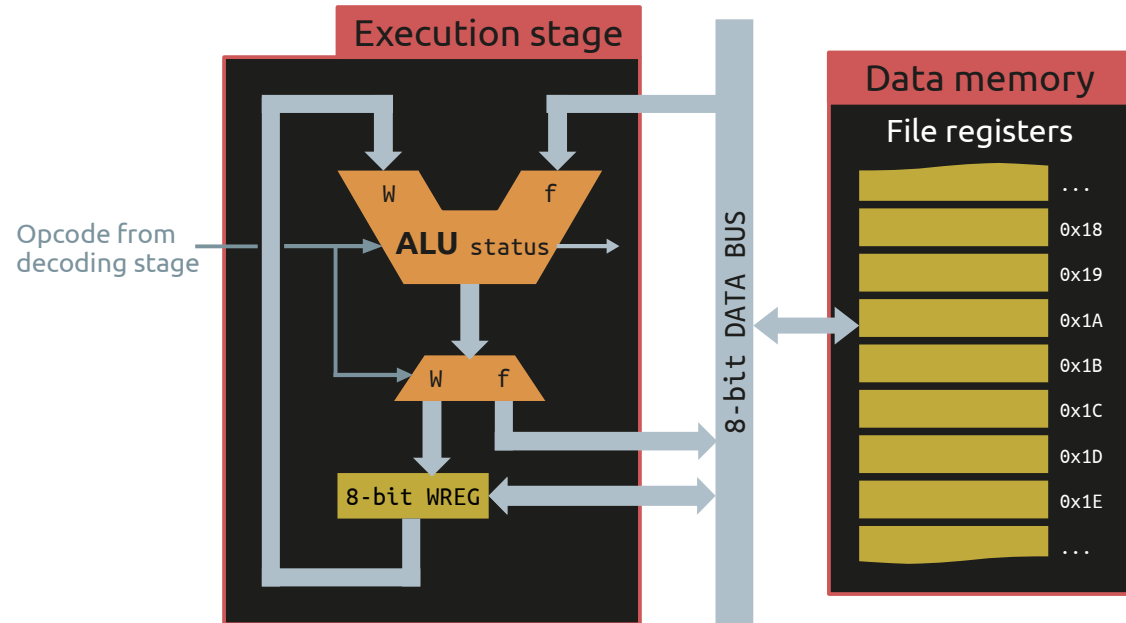 Execution stage
Data memory
File registers
W
f
...
0x18
Opcode from
decoding stage
ALU status
0x19
8-bit DATA BUS
0x1A
0x1B
W
f
0x1C
0x1D
8-bit WREG
0x1E
...